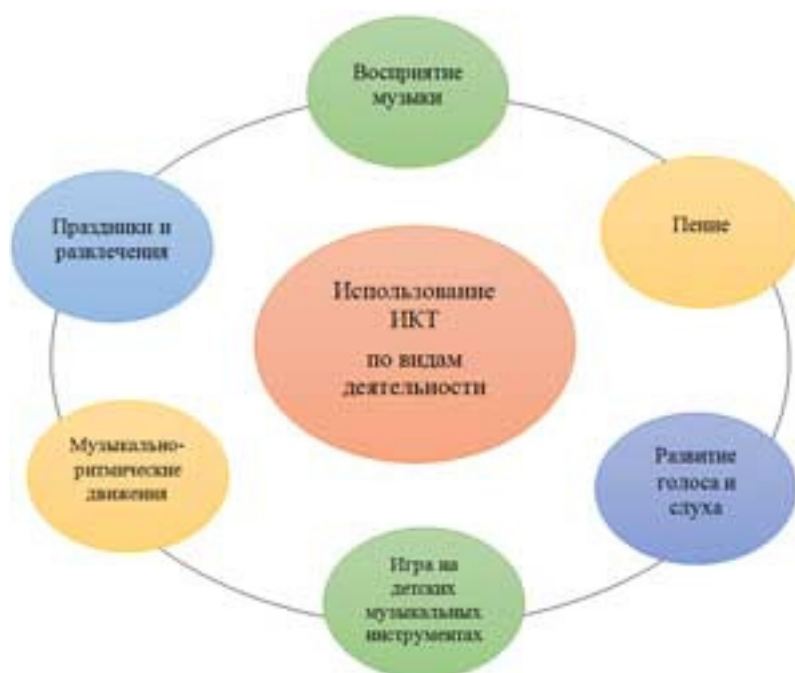 Восприятие
музыки
Пение
Развитие
голоса и
слуха
Игра на
детских
музыкальных
инструментах
Музыкально-
ритмические
движения
Праздники и
развлечения
Использование
ИКТ
по видам
деятельности